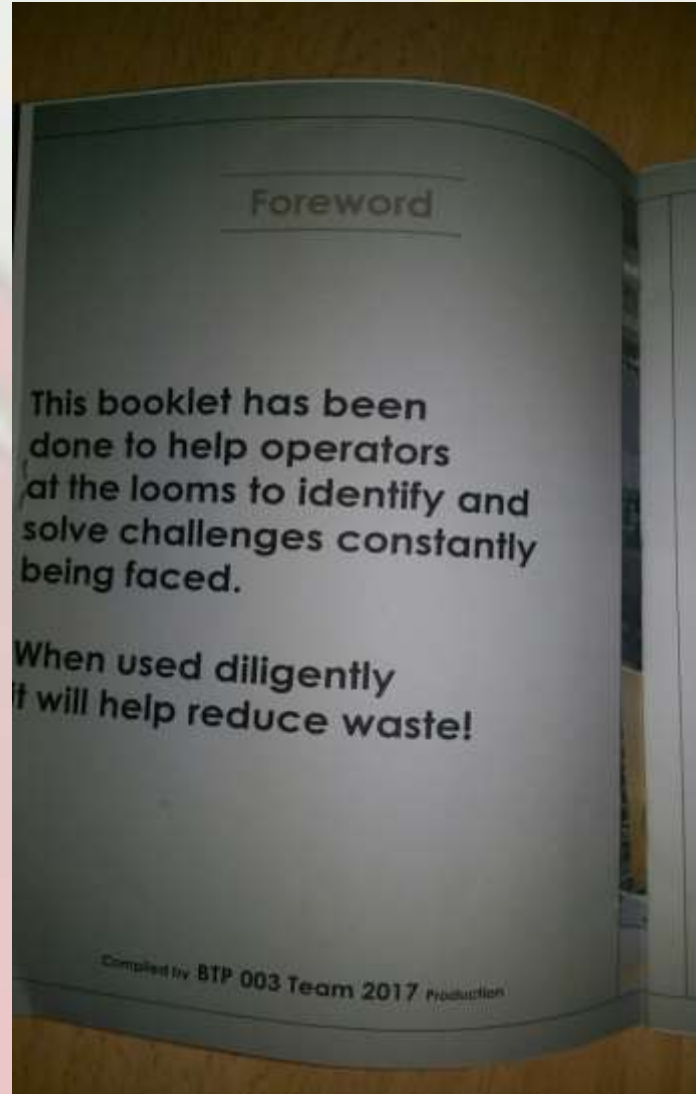 Foreword
This booklet has been
done to help operators
at the looms to identify and
solve challenges constantly
being faced.
When used diligently
it will help reduce waste!
Compiled by BTP 003 Team 2017 Production